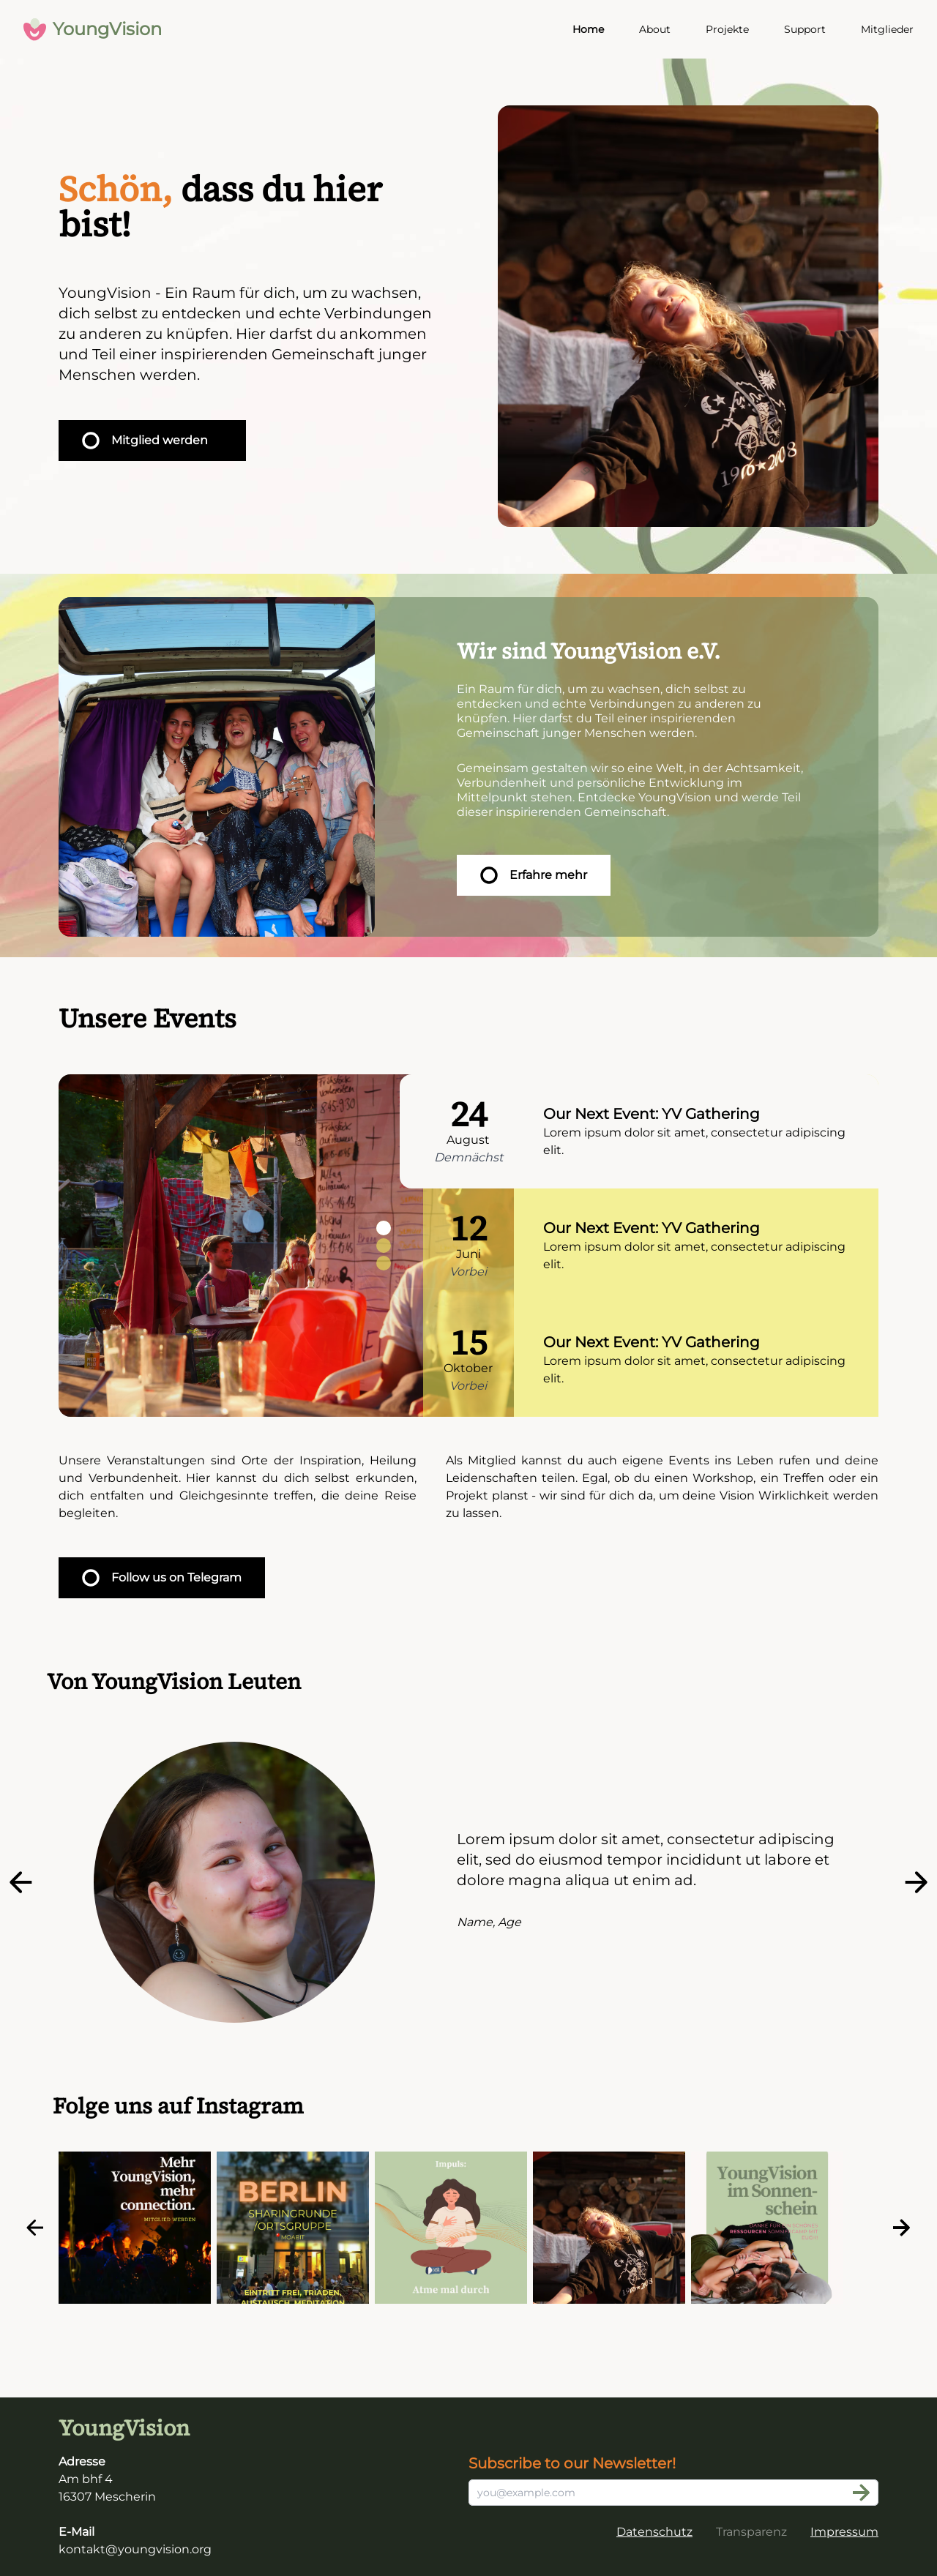 YoungVision
Home About Projekte Support Mitglieder
Schön, dass du hier
bist!
YoungVision - Ein Raum für dich, um zu wachsen,
dich selbst zu entdecken und echte Verbindungen
zu anderen zu knüpfen. Hier darfst du ankommen
und Teil einer inspirierenden Gemeinschaft junger
Menschen werden.
Mitglied werden
Wir sind YoungVision e.V.
Ein Raum für dich, um zu wachsen, dich selbst zu
entdecken und echte Verbindungen zu anderen zu
knüpfen. Hier darfst du Teil einer inspirierenden
Gemeinschaft junger Menschen werden.
Gemeinsam gestalten wir so eine Welt, in der Achtsamkeit,
Verbundenheit und persönliche Entwicklung im
Mittelpunkt stehen. Entdecke YoungVision und werde Teil
dieser inspirierenden Gemeinschaft.
Erfahre mehr
Unsere Events
24
August
Demnächst
Our Next Event: YV Gathering
Lorem ipsum dolor sit amet, consectetur adipiscing
elit.
12
Juni
Vorbei
Our Next Event: YV Gathering
Lorem ipsum dolor sit amet, consectetur adipiscing
elit.
15
Oktober
Vorbei
Our Next Event: YV Gathering
Lorem ipsum dolor sit amet, consectetur adipiscing
elit.
Unsere Veranstaltungen sind Orte der Inspiration, Heilung
und Verbundenheit. Hier kannst du dich selbst erkunden,
dich entfalten und Gleichgesinnte treffen, die deine Reise
begleiten.
Als Mitglied kannst du auch eigene Events ins Leben rufen und deine
Leidenschaften teilen. Egal, ob du einen Workshop, ein Treffen oder ein
Projekt planst - wir sind für dich da, um deine Vision Wirklichkeit werden
zu lassen.
Follow us on Telegram
Von YoungVision Leuten
Lorem ipsum dolor sit amet, consectetur adipiscing
elit, sed do eiusmod tempor incididunt ut labore et
dolore magna aliqua ut enim ad.
Name, Age
Folge uns auf Instagram
Mehr
YoungVision,
mehr
connection.
MITGLIED WERDEN
BERLIN
SHARINGRUNDE
/ORTSGRUPPE
MOABIT
EINTRITT FREI, TRIADEN,
AUSTAUSCH, MEDITATION
Impuls:
Atme mal durch
YoungVision
im Sonnen-
schein
YoungVision
Adresse
Am bhf 4
16307 Mescherin
E-Mail
kontakt@youngvision.org
Subscribe to our Newsletter!
you@example.com
Datenschutz Transparenz Impressum